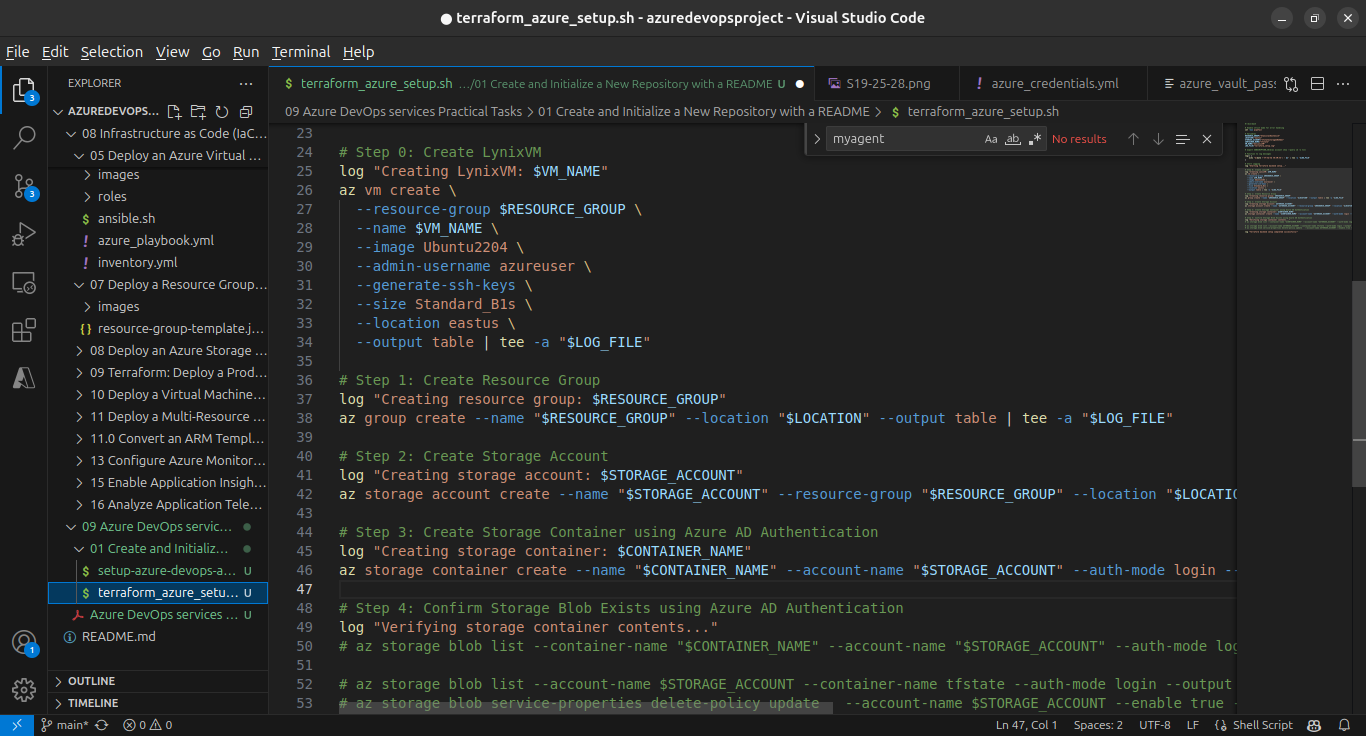 terraform_azure_setup.sh - azuredevopsproject - Visual Studio Code
File Edit Selection View Go Run Terminal Help
EXPLORER
AZUREDEVOPS...
08 Infrastructure as Code (IaC...
05 Deploy an Azure Virtual ...
images
roles
$ ansible.sh
! azure_playbook.yml
! inventory.yml
07 Deploy a Resource Group...
images
{} resource-group-template.j...
08 Deploy an Azure Storage ...
09 Terraform: Deploy a Prod...
10 Deploy a Virtual Machine...
11 Deploy a Multi-Resource ...
11.0 Convert an ARM Templ...
13 Configure Azure Monitor...
15 Enable Application Insigh...
16 Analyze Application Tele...
09 Azure DevOps servic...
01 Create and Initializ...
$ setup-azure-devops-a... U
$ terraform_azure_setu... U
Azure DevOps services ... U
README.md
OUTLINE
TIMELINE
3
3
1
$ terraform_azure_setup.sh .../01 Create and Initialize a New Repository with a README U
S19-25-28.png
! azure_credentials.yml
azure_vault_pas
09 Azure DevOps services Practical Tasks > 01 Create and Initialize a New Repository with a README > $ terraform_azure_setup.sh
myagent Aa ab .* No results
23
24 # Step 0: Create LynixVM
25 log "Creating LynixVM: $VM_NAME"
26 az vm create \
27 --resource-group $RESOURCE_GROUP \
28 --name $VM_NAME \
29 --image Ubuntu2204 \
30 --admin-username azureuser \
31 --generate-ssh-keys \
32 --size Standard_B1s \
33 --location eastus \
34 --output table | tee -a "$LOG_FILE"
35
36 # Step 1: Create Resource Group
37 log "Creating resource group: $RESOURCE_GROUP"
38 az group create --name "$RESOURCE_GROUP" --location "$LOCATION" --output table | tee -a "$LOG_FILE"
39
40 # Step 2: Create Storage Account
41 log "Creating storage account: $STORAGE_ACCOUNT"
42 az storage account create --name "$STORAGE_ACCOUNT" --resource-group "$RESOURCE_GROUP" --location "$LOCATIO
43
44 # Step 3: Create Storage Container using Azure AD Authentication
45 log "Creating storage container: $CONTAINER_NAME"
46 az storage container create --name "$CONTAINER_NAME" --account-name "$STORAGE_ACCOUNT" --auth-mode login --
47
48 # Step 4: Confirm Storage Blob Exists using Azure AD Authentication
49 log "Verifying storage container contents..."
50 # az storage blob list --container-name "$CONTAINER_NAME" --account-name "$STORAGE_ACCOUNT" --auth-mode log
51
52 # az storage blob list --account-name $STORAGE_ACCOUNT --container-name tfstate --auth-mode login --output
53 # az storage blob service-properties delete-policy update --account-name $STORAGE_ACCOUNT --enable true
main* 0 0 Ln 47, Col 1 Spaces: 2 UTF-8 LF {} Shell Script